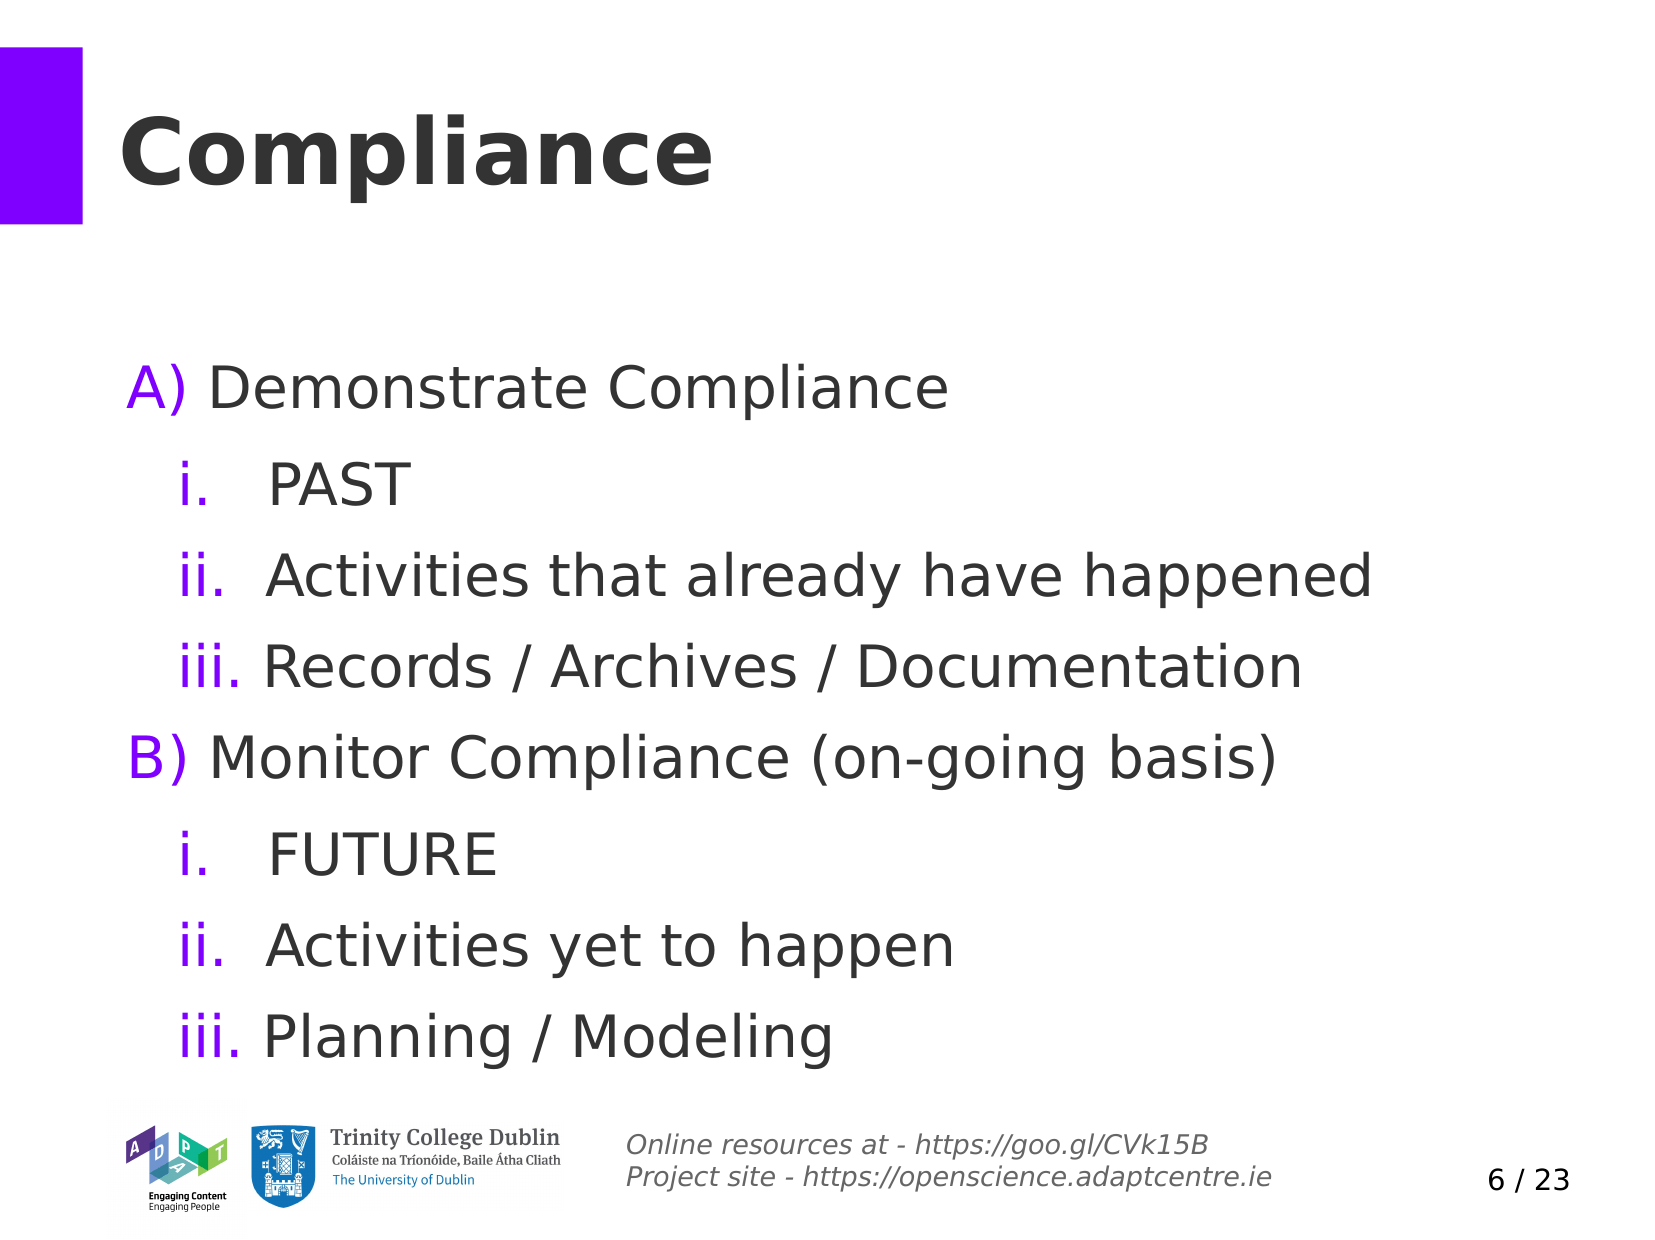 Compliance
A) Demonstrate Compliance
i. PAST
ii. Activities that already have happened
iii. Records / Archives / Documentation
B) Monitor Compliance (on-going basis)
i. FUTURE
ii. Activities yet to happen
iii. Planning / Modeling
ADAPT
Engaging Content
Engaging People
Trinity College Dublin
Coláiste na Tríonóide, Baile Átha Cliath
The University of Dublin
Online resources at - https://goo.gl/CVk15B
Project site - https://openscience.adaptcentre.ie
6 / 23